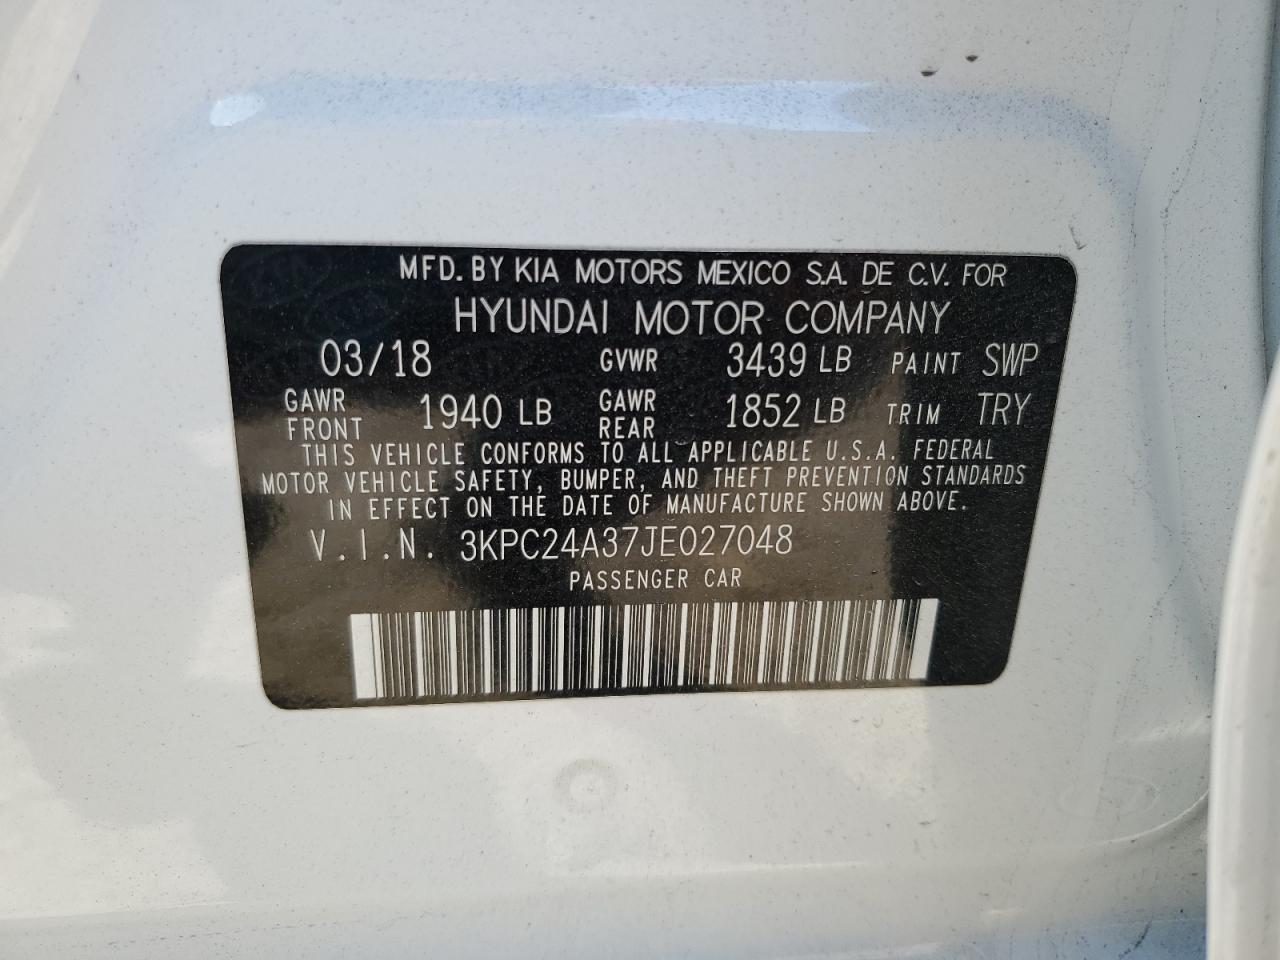 MFD. BY KIA MOTORS MEXICO S.A. DE C.V. FOR
HYUNDAI MOTOR COMPANY
03/18 GVWR 3439 LB PAINT SWP
GAWR FRONT 1940 LB GAWR REAR 1852 LB TRIM TRY
THIS VEHICLE CONFORMS TO ALL APPLICABLE U.S.A. FEDERAL
MOTOR VEHICLE SAFETY, BUMPER, AND THEFT PREVENTION STANDARDS
IN EFFECT ON THE DATE OF MANUFACTURE SHOWN ABOVE.
V.I.N. 3KPC24A37JE027048
PASSENGER CAR